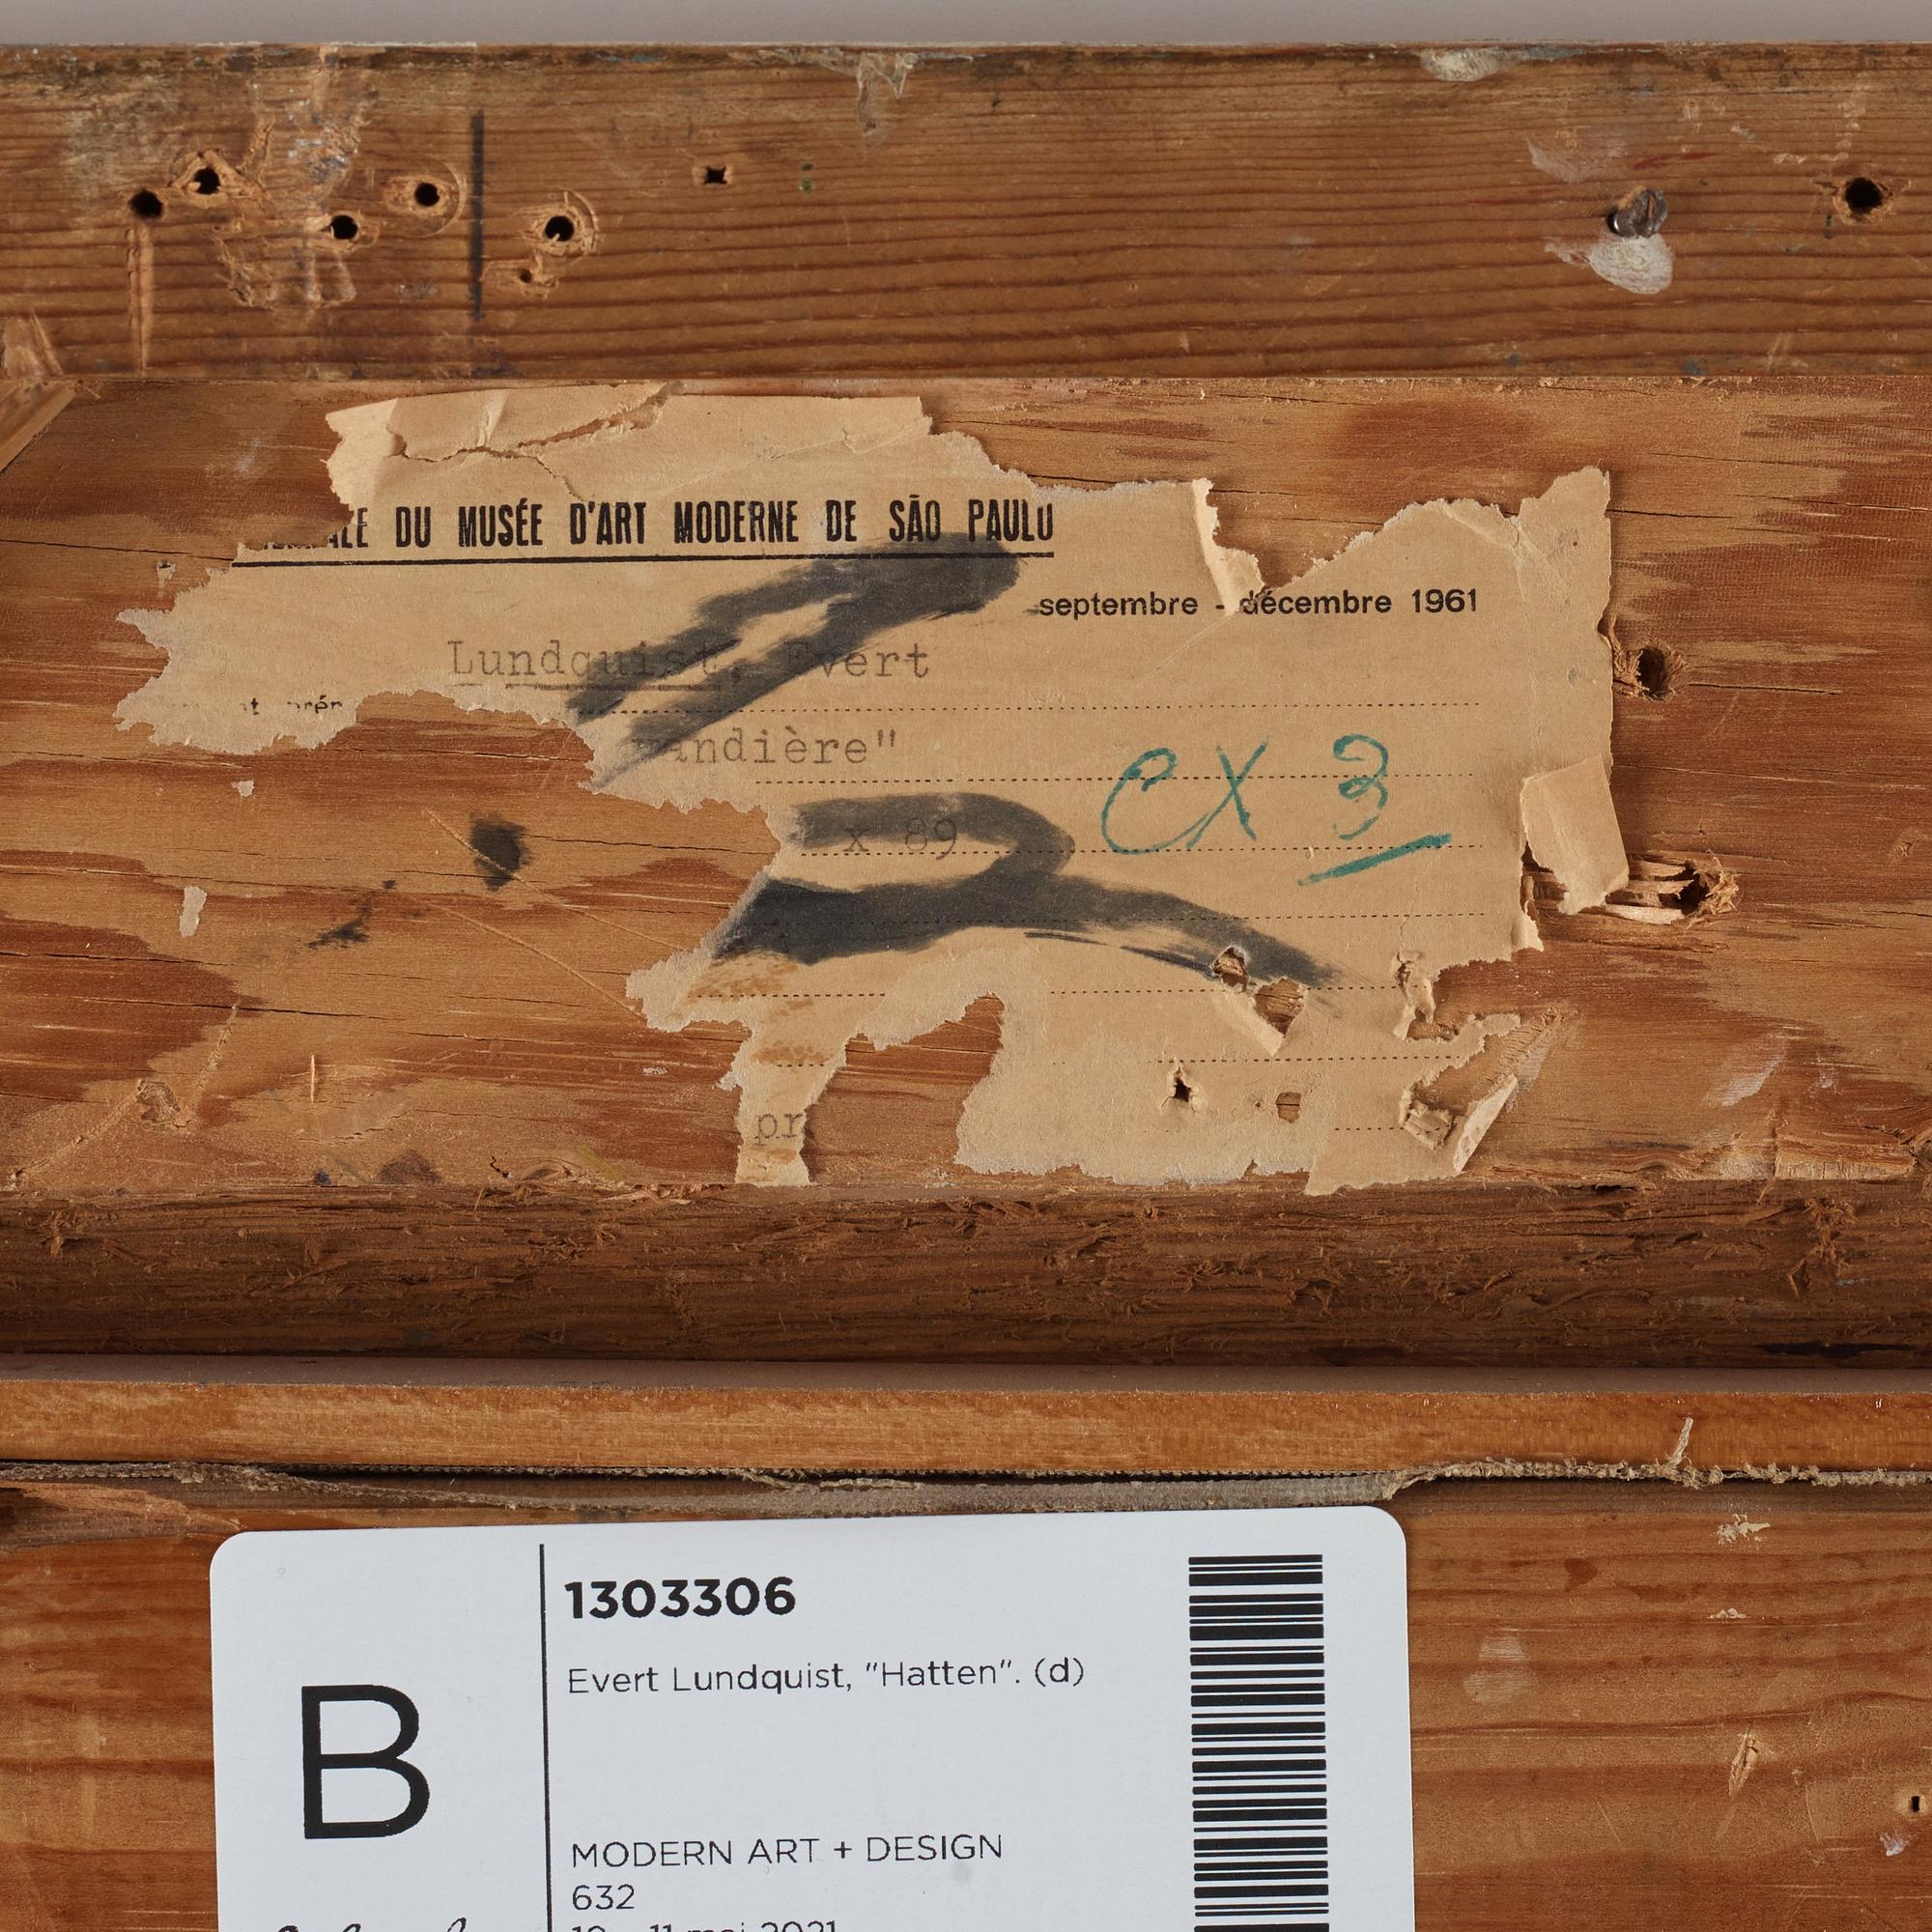 DU MUSÉE D'ART MODERNE DE SÃO PAULO
septembre - décembre 1961
Lundquist, Evert
andière"
x 89
CX 3
pr
1303306
Evert Lundquist, "Hatten". (d)
B
MODERN ART + DESIGN
632